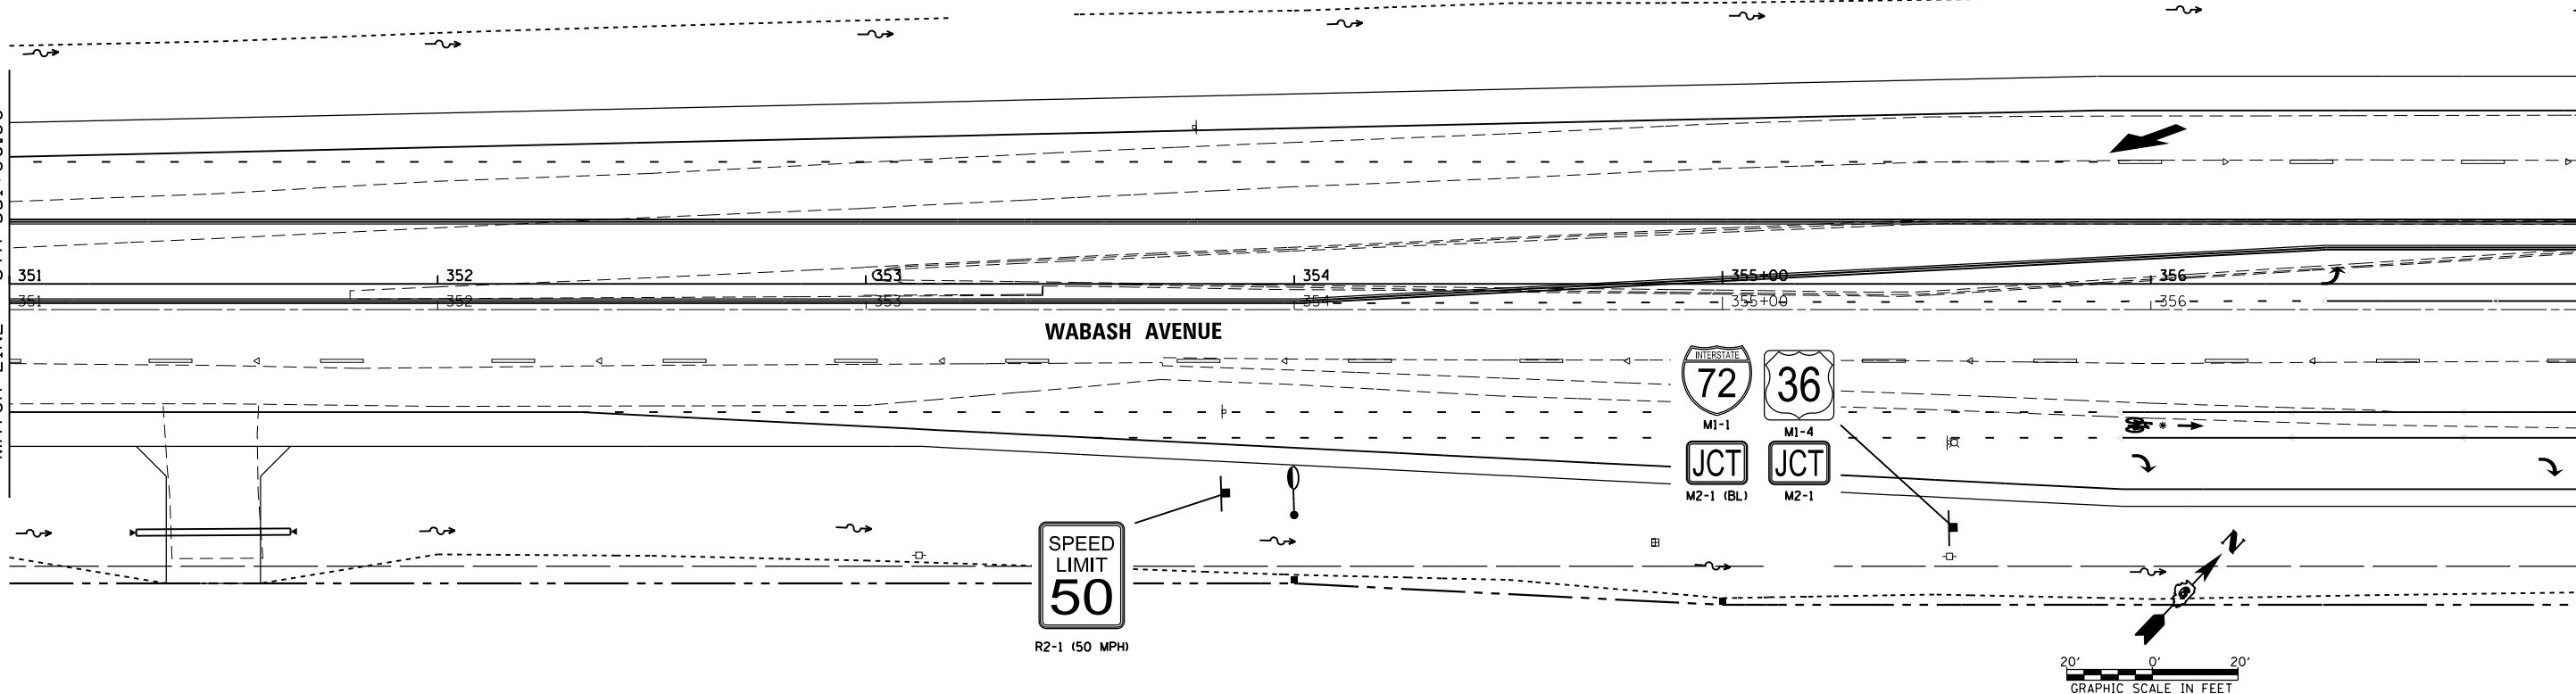 351
352
353
354
355+00
356
351
352
353
354
355+00
356
WABASH AVENUE
INTERSTATE
72
36
M1-1
M1-4
JCT
JCT
M2-1 (BL)
M2-1
*
SPEED
LIMIT
50
R2-1 (50 MPH)
N
20' 0' 20'
GRAPHIC SCALE IN FEET